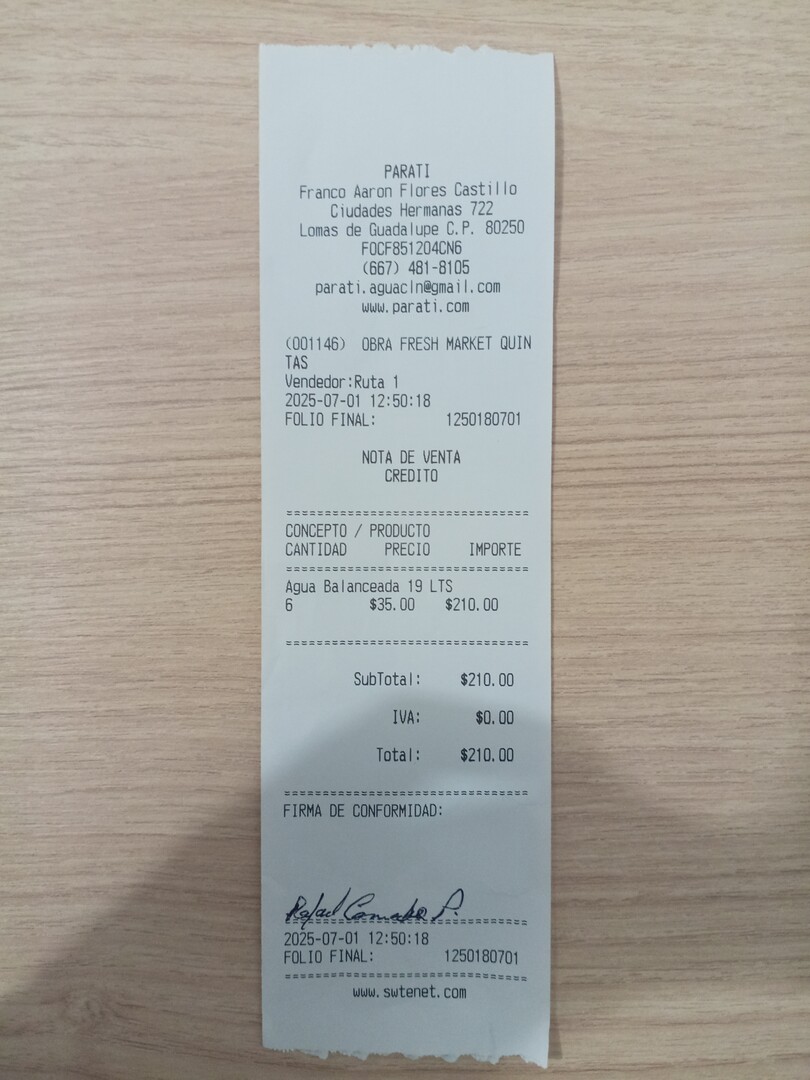 PARATI
Franco Aaron Flores Castillo
Ciudades Hermanas 722
Lomas de Guadalupe C.P. 80250
FOCF851204CN6
(667) 481-8105
parati.aguacln@gmail.com
www.parati.com
(001146) OBRA FRESH MARKET QUIN
TAS
Vendedor:Ruta 1
2025-07-01 12:50:18
FOLIO FINAL: 1250180701
NOTA DE VENTA
CREDITO
===============================
CONCEPTO / PRODUCTO
CANTIDAD PRECIO IMPORTE
===============================
Agua Balanceada 19 LTS
6 $35.00 $210.00
===============================
SubTotal: $210.00
IVA: $0.00
Total: $210.00
===============================
FIRMA DE CONFORMIDAD:
Rafael P.
===============================
2025-07-01 12:50:18
FOLIO FINAL: 1250180701
===============================
www.swtenet.com